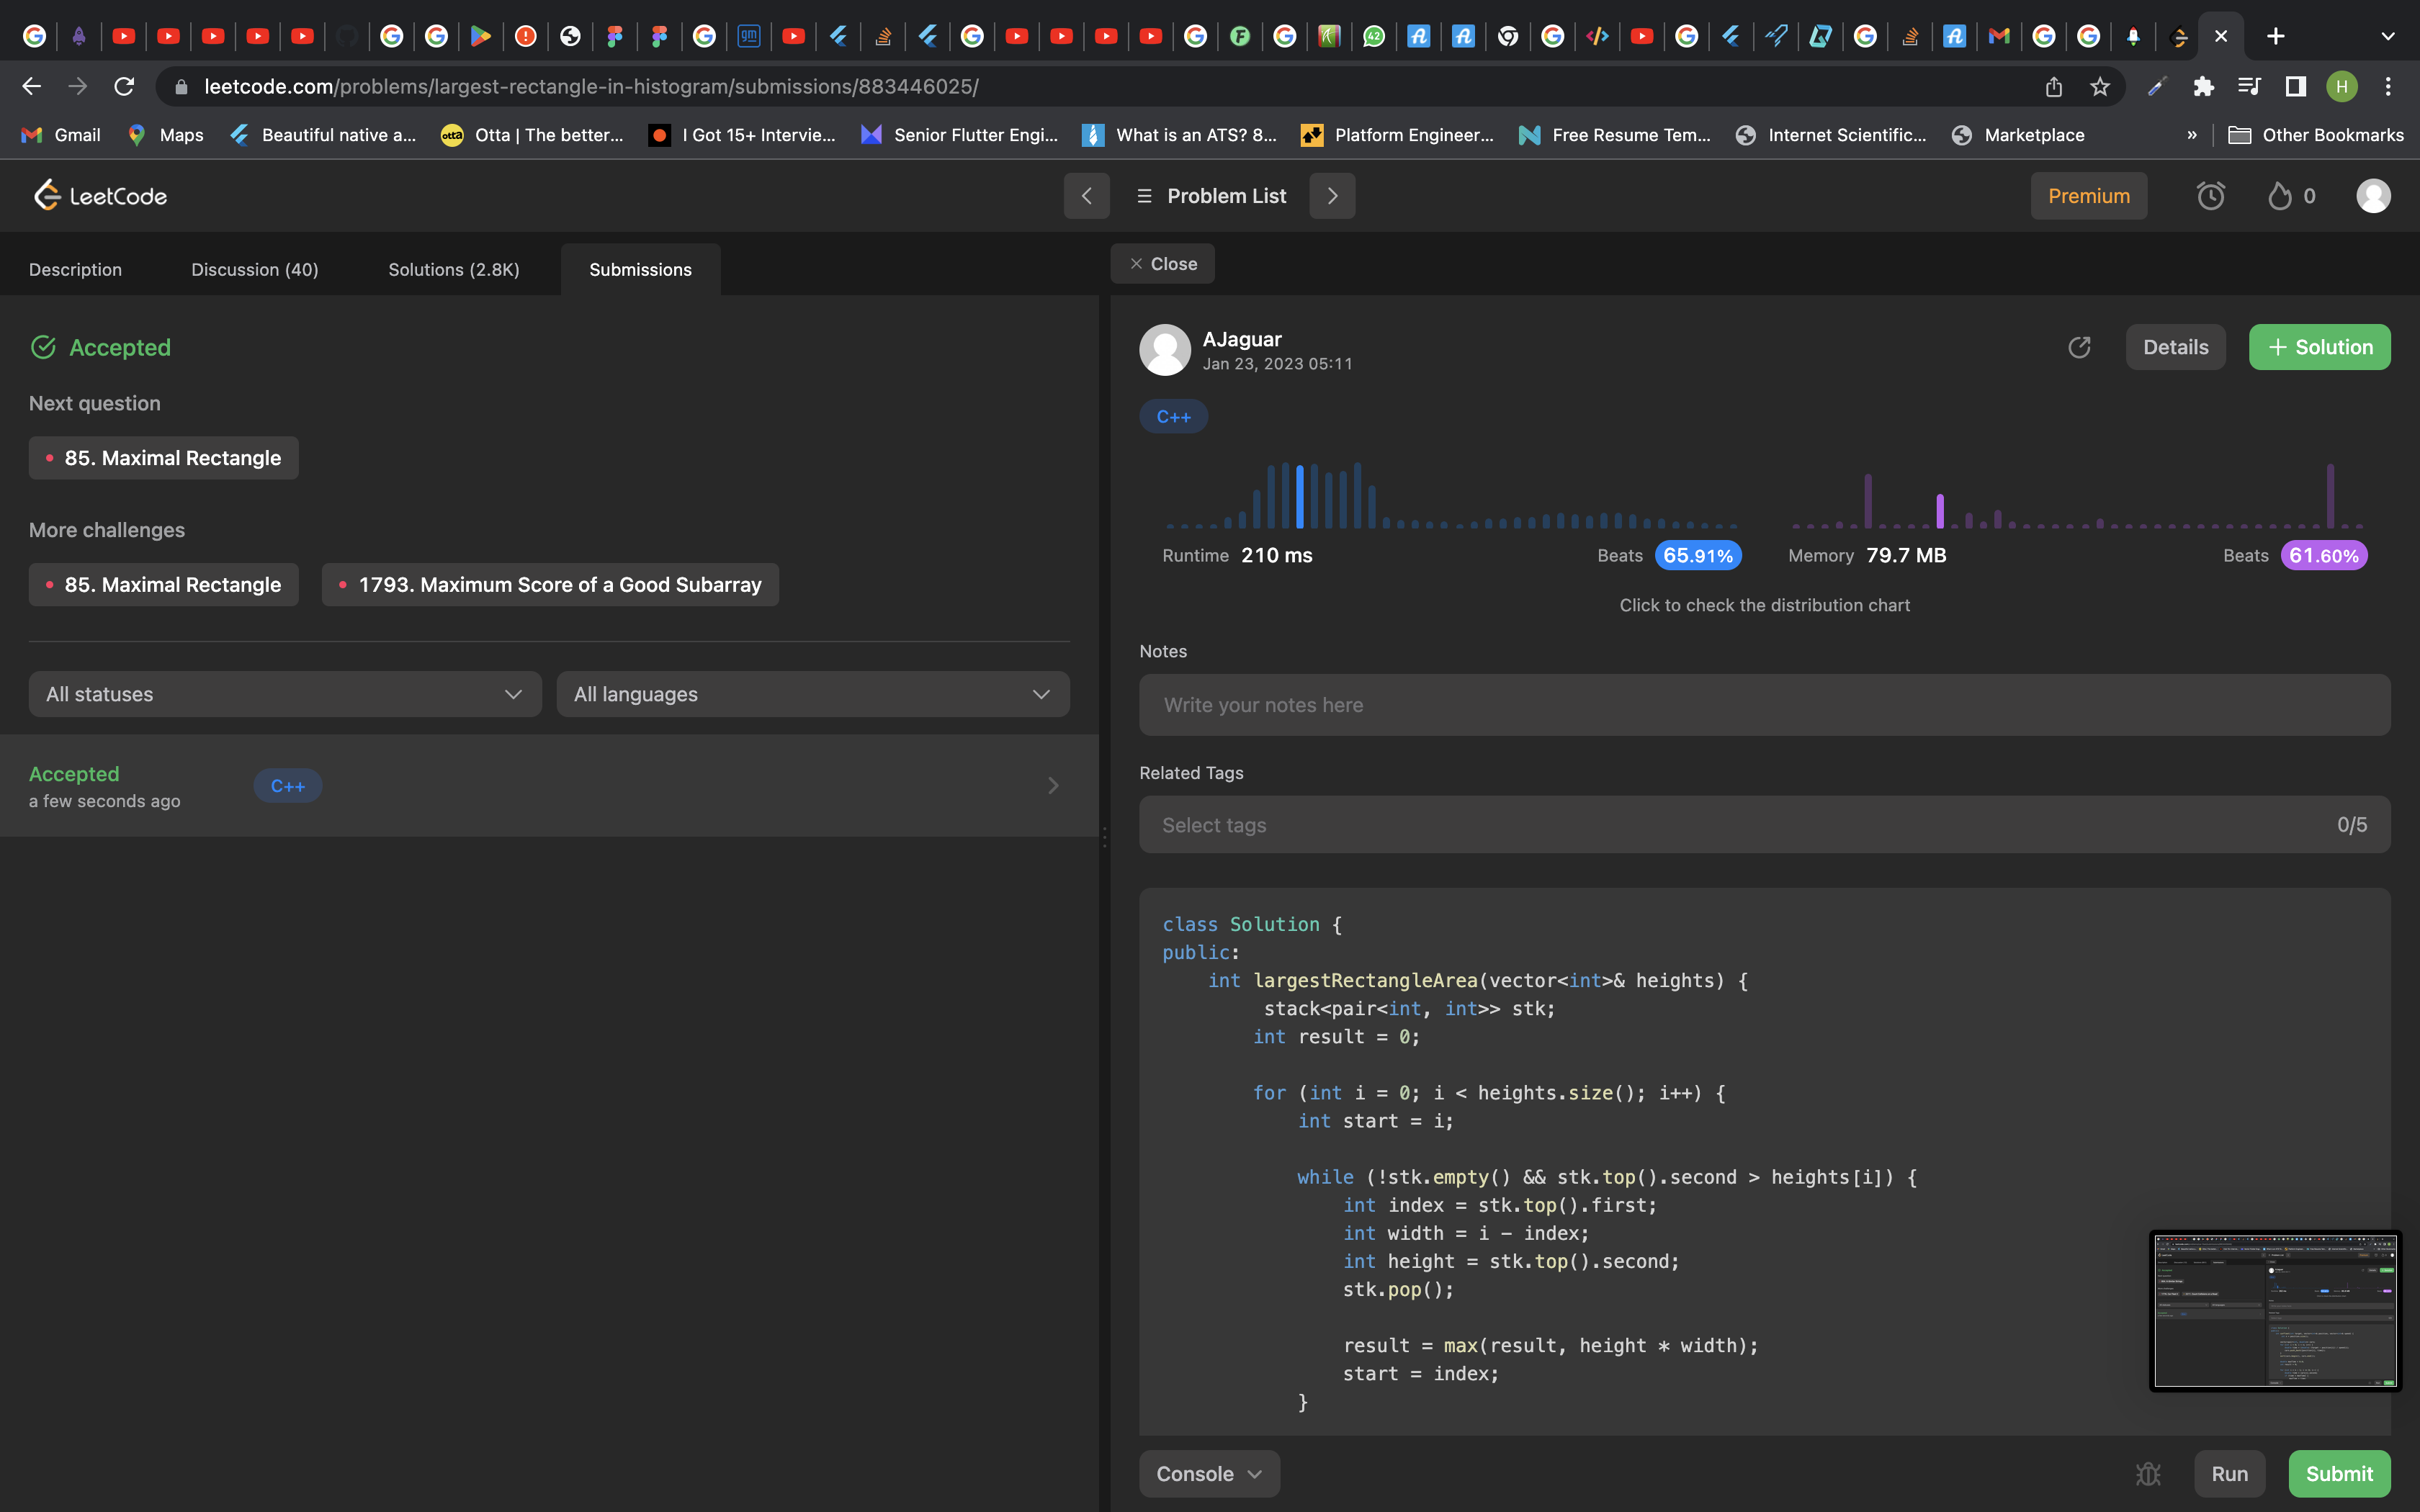 leetcode.com/problems/largest-rectangle-in-histogram/submissions/883446025/
H
Gmail
Maps
Beautiful native a...
Otta | The better...
I Got 15+ Intervie...
Senior Flutter Engi...
What is an ATS? 8...
Platform Engineer...
Free Resume Tem...
Internet Scientific...
Marketplace
»
Other Bookmarks
LeetCode
Problem List
Premium
0
Description
Discussion (40)
Solutions (2.8K)
Submissions
Close
Accepted
Next question
85. Maximal Rectangle
More challenges
85. Maximal Rectangle
1793. Maximum Score of a Good Subarray
All statuses
All languages
Accepted
a few seconds ago
C++
AJaguar
Jan 23, 2023 05:11
Details
+ Solution
C++
Runtime 210 ms
Beats 65.91%
Memory 79.7 MB
Beats 61.60%
Click to check the distribution chart
Notes
Write your notes here
Related Tags
Select tags
0/5
class Solution {
public:
    int largestRectangleArea(vector<int>& heights) {
         stack<pair<int, int>> stk;
        int result = 0;
        for (int i = 0; i < heights.size(); i++) {
            int start = i;
            while (!stk.empty() && stk.top().second > heights[i]) {
                int index = stk.top().first;
                int width = i - index;
                int height = stk.top().second;
                stk.pop();
                result = max(result, height * width);
                start = index;
            }
Console
Run
Submit